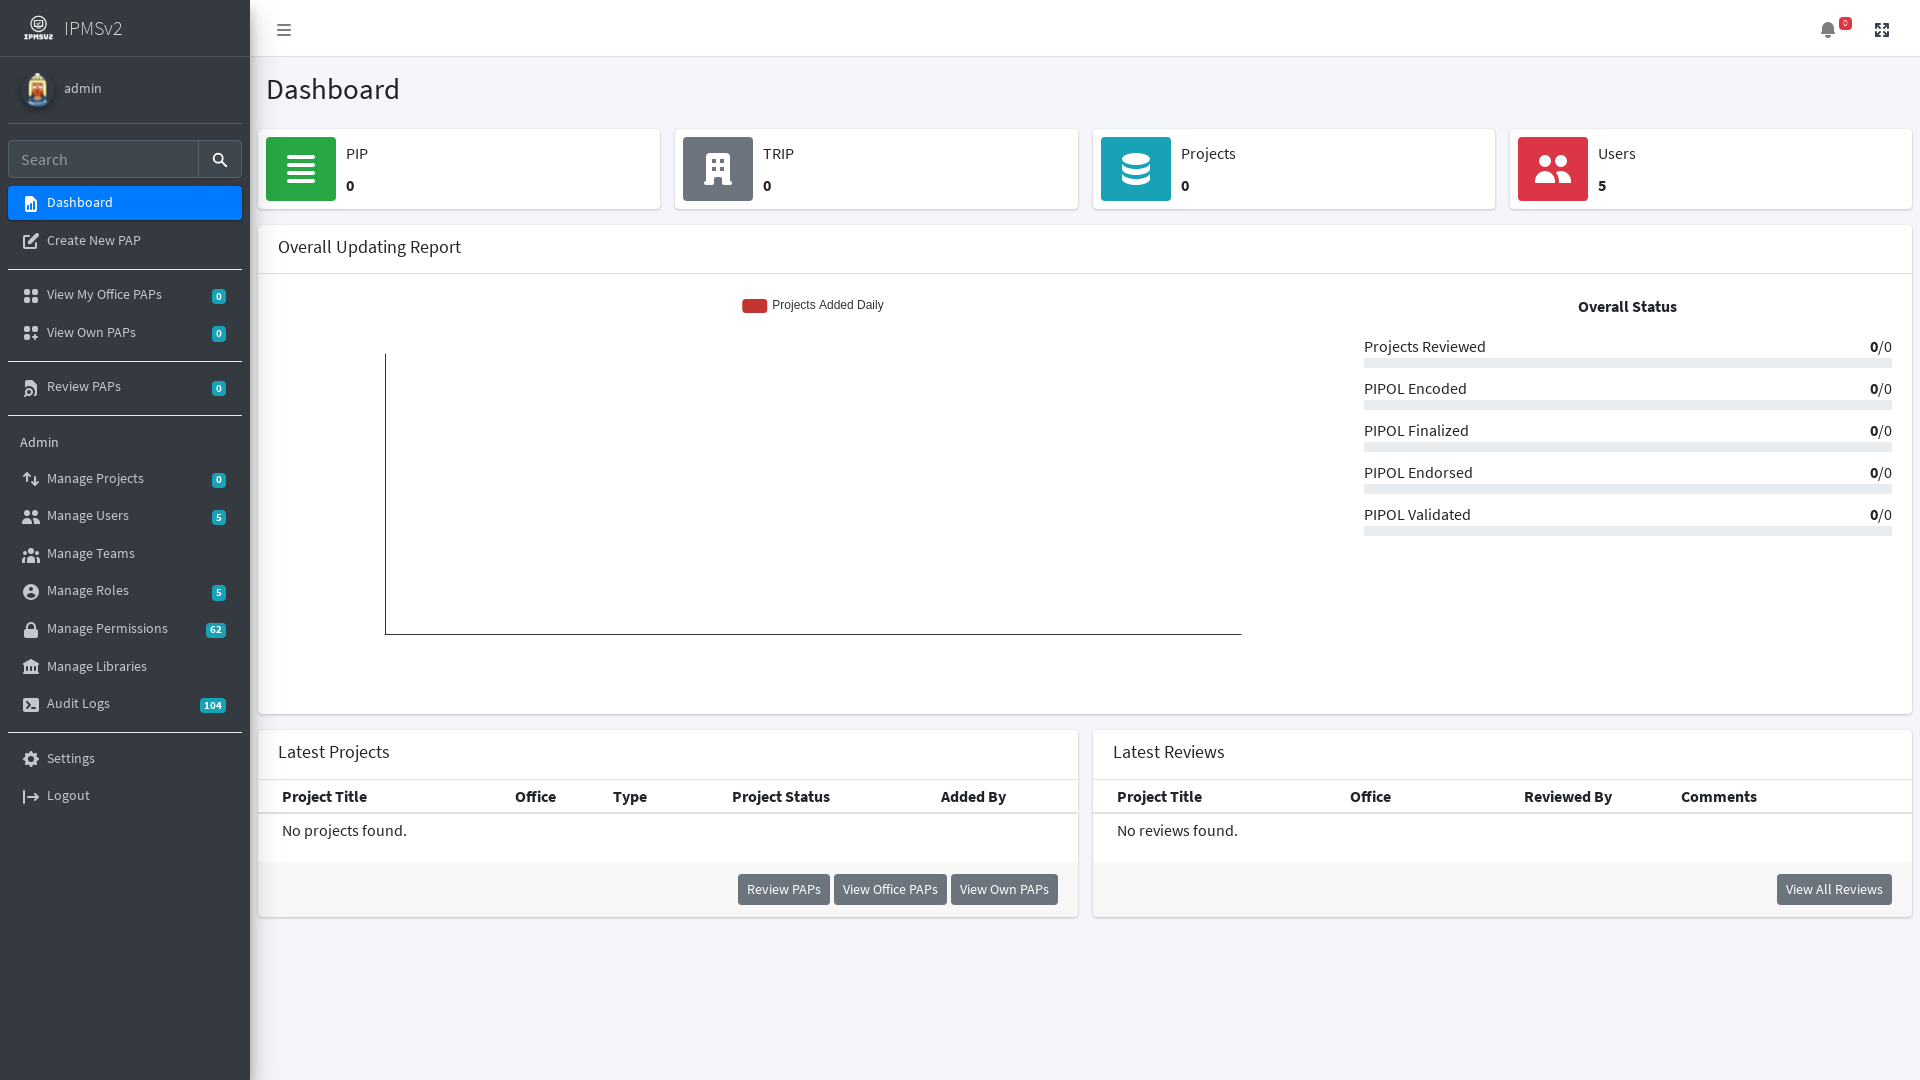 IPMSV2
IPMSv2
admin
Search
Dashboard
Create New PAP
View My Office PAPs 0
View Own PAPs 0
Review PAPs 0
Admin
Manage Projects 0
Manage Users 5
Manage Teams
Manage Roles 5
Manage Permissions 62
Manage Libraries
Audit Logs 104
Settings
Logout
0
Dashboard
PIP
0
TRIP
0
Projects
0
Users
5
Overall Updating Report
Projects Added Daily
Overall Status
Projects Reviewed 0/0
PIPOL Encoded 0/0
PIPOL Finalized 0/0
PIPOL Endorsed 0/0
PIPOL Validated 0/0
Latest Projects
Project Title Office Type Project Status Added By
No projects found.
Review PAPs View Office PAPs View Own PAPs
Latest Reviews
Project Title Office Reviewed By Comments
No reviews found.
View All Reviews